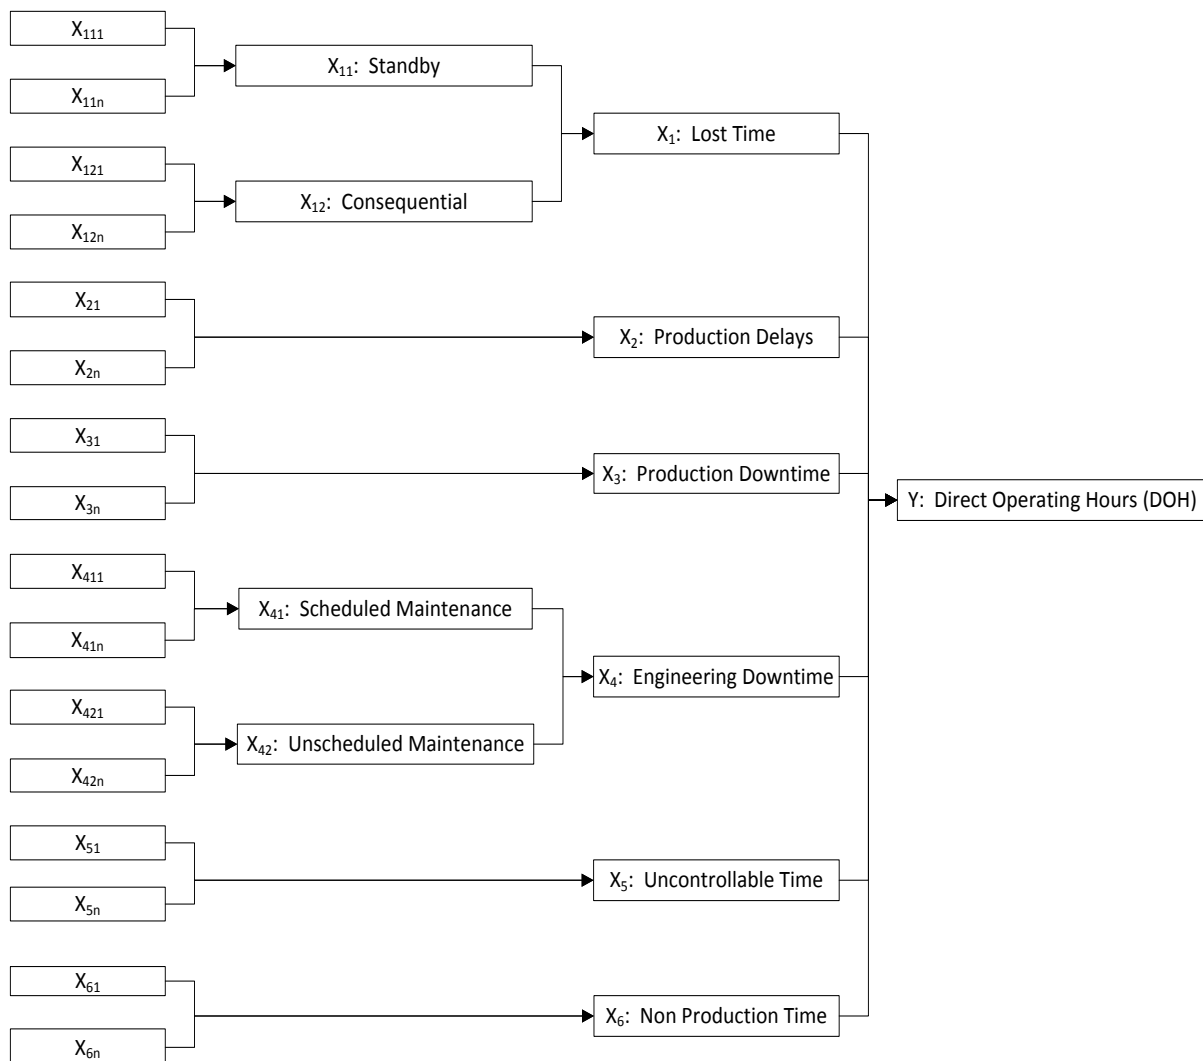 X₁₁₁
X₁₁: Standby
X₁₁ₙ
X₁: Lost Time
X₁₂₁
X₁₂: Consequential
X₁₂ₙ
X₂₁
X₂: Production Delays
X₂ₙ
X₃₁
X₃: Production Downtime
X₃ₙ
Y: Direct Operating Hours (DOH)
X₄₁₁
X₄₁: Scheduled Maintenance
X₄₁ₙ
X₄: Engineering Downtime
X₄₂₁
X₄₂: Unscheduled Maintenance
X₄₂ₙ
X₅₁
X₅: Uncontrollable Time
X₅ₙ
X₆₁
X₆: Non Production Time
X₆ₙ